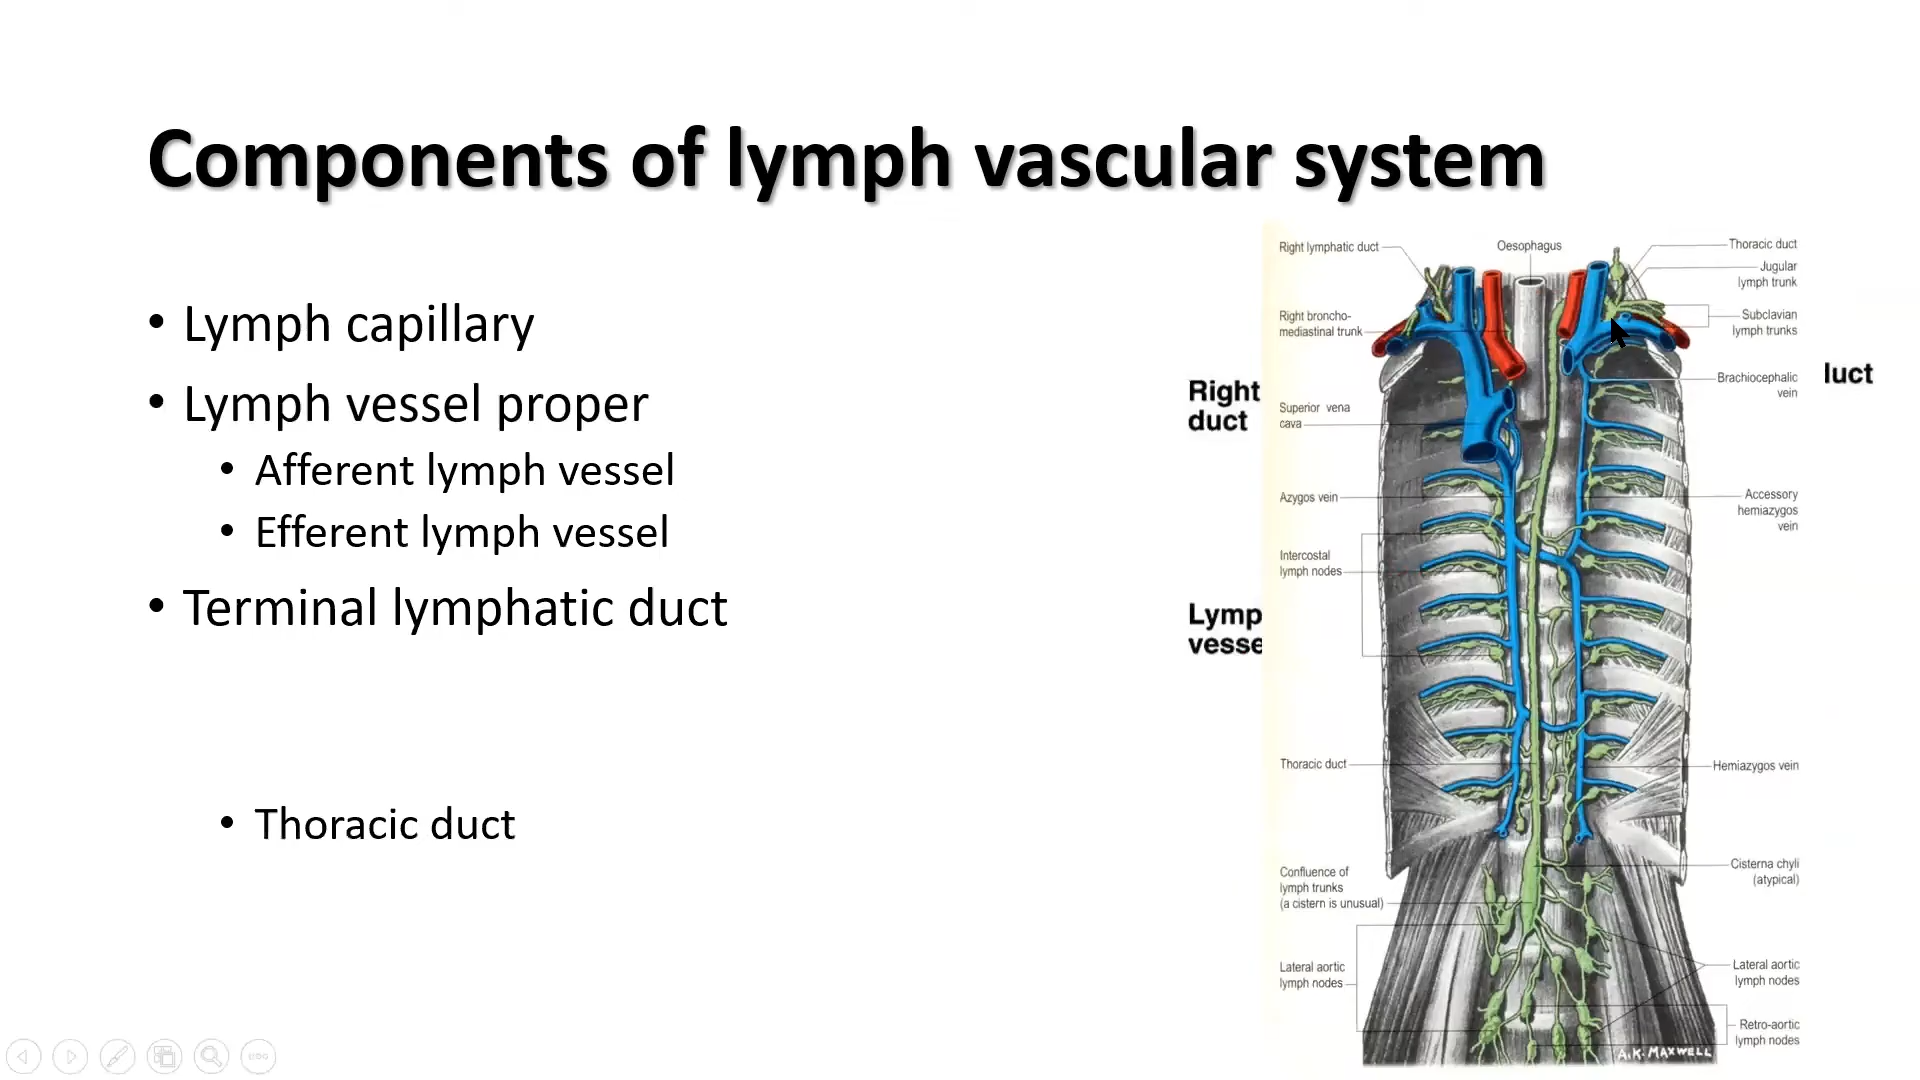 Components of lymph vascular system
• Lymph capillary
• Lymph vessel proper
• Afferent lymph vessel
• Efferent lymph vessel
• Terminal lymphatic duct
• Thoracic duct
Right
duct
Lymp
vesse
luct
Right lymphatic duct
Oesophagus
Thoracic duct
Jugular
lymph trunk
Right broncho-
mediastinal trunk
Subclavian
lymph trunks
Brachiocephalic
vein
Superior vena
cava
Azygos vein
Accessory
hemiazygos
vein
Intercostal
lymph nodes
Thoracic duct
Hemiazygos vein
Confluence of
lymph trunks
(a cistern is unusual)
Cisterna chyli
(atypical)
Lateral aortic
lymph nodes
Lateral aortic
lymph nodes
Retro-aortic
lymph nodes
A.K. MAXWELL